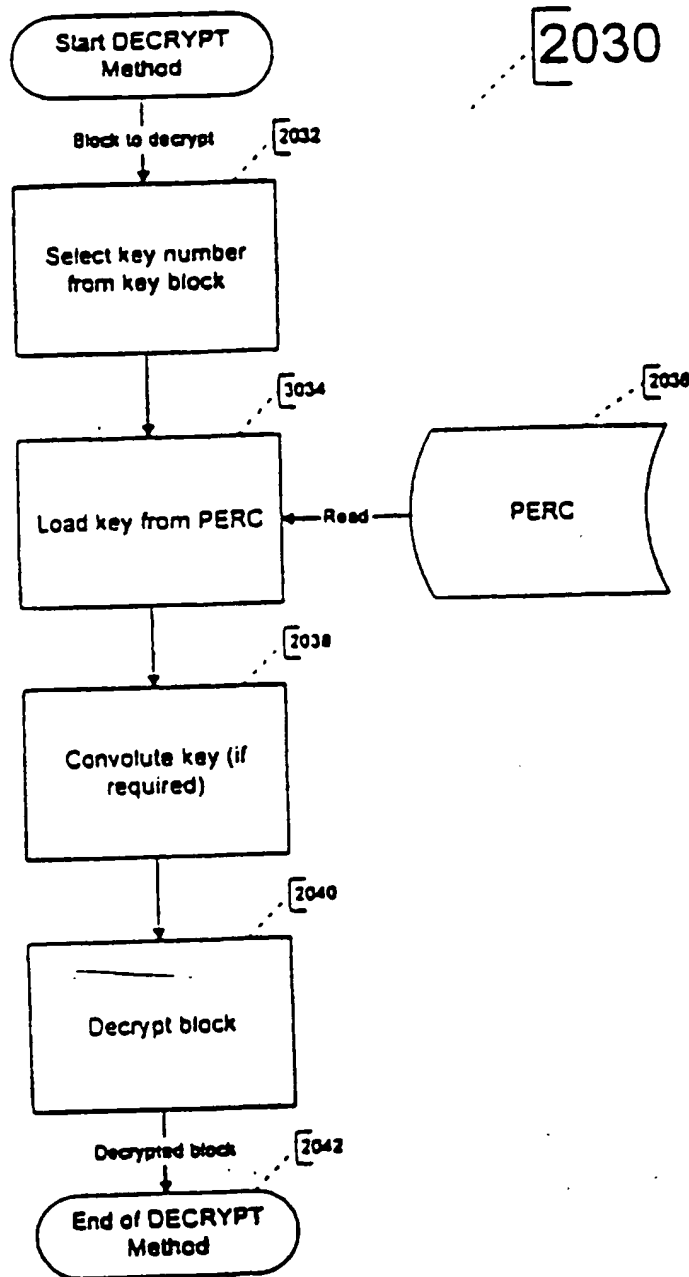 Start DECRYPT
Method
2030
Block to decrypt
2032
Select key number
from key block
3034
2036
Load key from PERC
Read
PERC
2038
Convolute key (if
required)
2040
Decrypt block
Decrypted block
2042
End of DECRYPT
Method